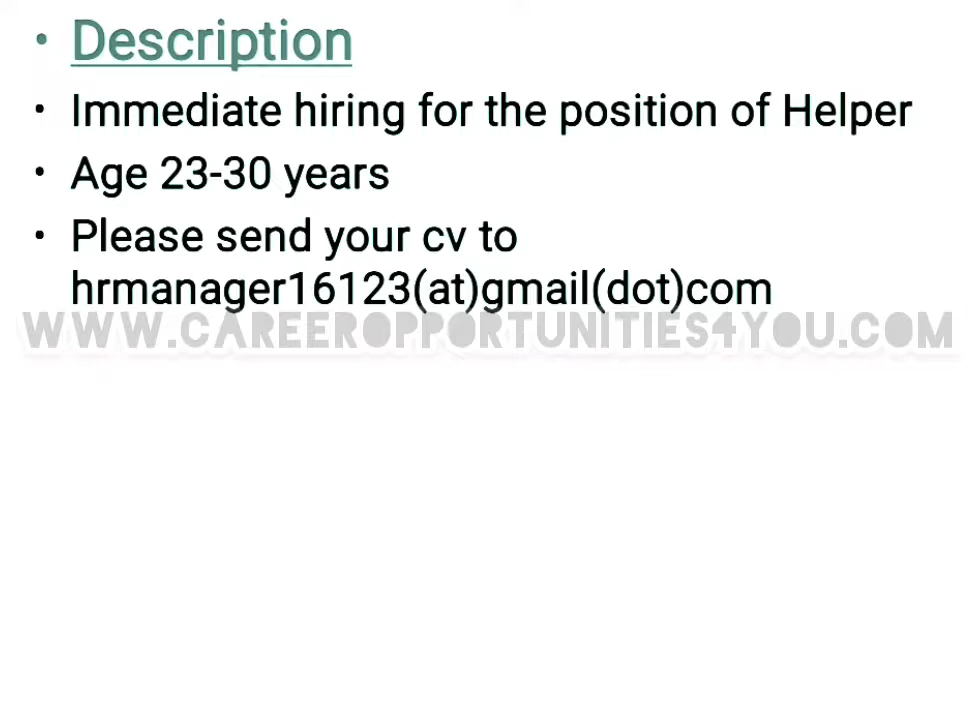 • Description
• Immediate hiring for the position of Helper
• Age 23-30 years
• Please send your cv to
hrmanager16123(at)gmail(dot)com
WWW.CAREEROPPORTUNITIES4YOU.COM